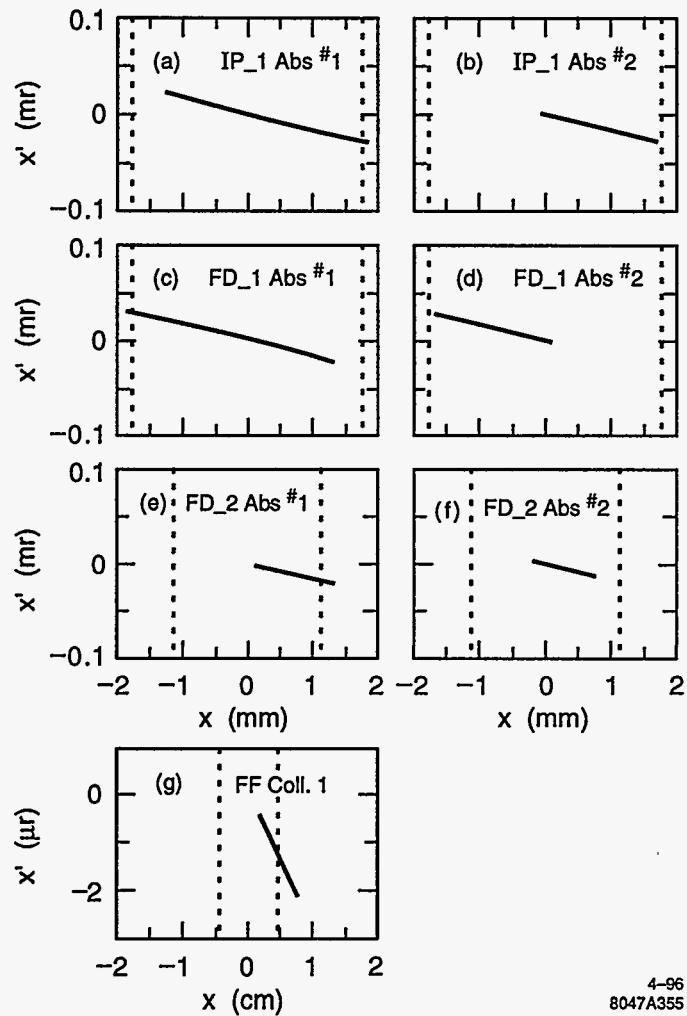 0.1
(a) IP_1 Abs #1
(b) IP_1 Abs #2
x' (mr)
0
−0.1
0.1
(c) FD_1 Abs #1
(d) FD_1 Abs #2
x' (mr)
0
−0.1
0.1
(e) FD_2 Abs #1
(f) FD_2 Abs #2
x' (mr)
0
−0.1
−2 −1 0 1 2
−2 −1 0 1 2
x (mm)
x (mm)
(g) FF Coll. 1
0
x' (μr)
−2
−2 −1 0 1 2
x (cm)
4–96
8047A355